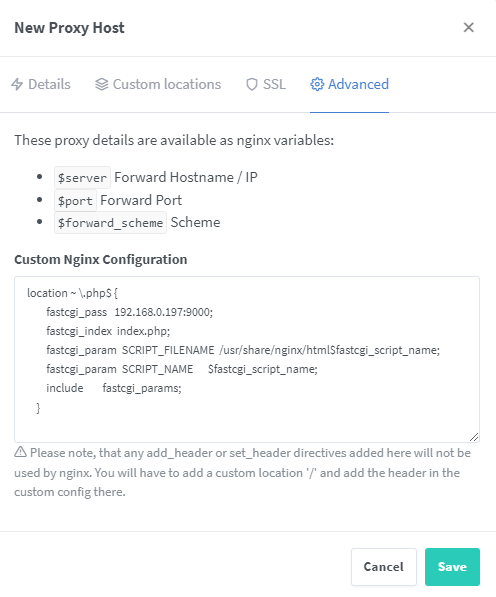 New Proxy Host
Details Custom locations SSL Advanced
These proxy details are available as nginx variables:
• $server Forward Hostname / IP
• $port Forward Port
• $forward_scheme Scheme
Custom Nginx Configuration
location ~ \.php$ {
fastcgi_pass 192.168.0.197:9000;
fastcgi_index index.php;
fastcgi_param SCRIPT_FILENAME /usr/share/nginx/html$fastcgi_script_name;
fastcgi_param SCRIPT_NAME $fastcgi_script_name;
include fastcgi_params;
}
Please note, that any add_header or set_header directives added here will not be
used by nginx. You will have to add a custom location '/' and add the header in the
custom config there.
Cancel Save